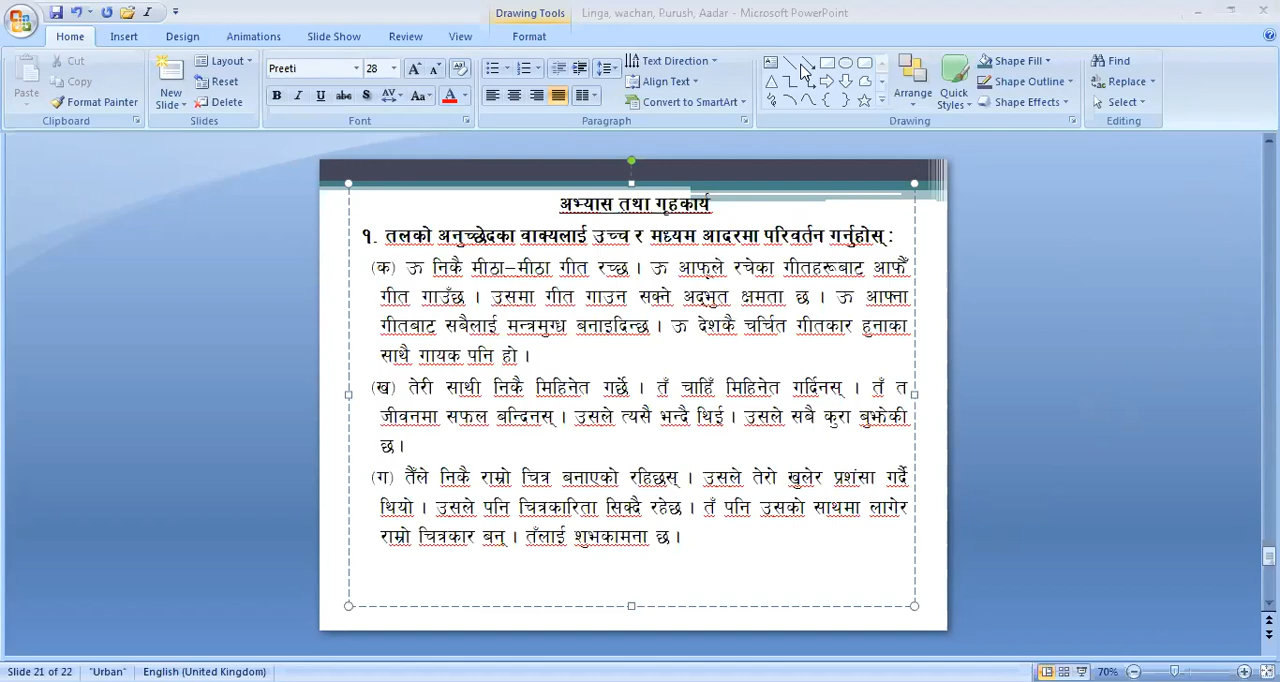 Drawing Tools
Linga, wachan, Purush, Aadar - Microsoft PowerPoint
Home Insert Design Animations Slide Show Review View Format
Cut
Copy
Format Painter
Paste
Clipboard
New Slide
Layout
Reset
Delete
Slides
Preeti 28
B I U abc S AV Aa A
Font
Text Direction
Align Text
Convert to SmartArt
Paragraph
Arrange
Quick Styles
Shape Fill
Shape Outline
Shape Effects
Drawing
Find
Replace
Select
Editing
अभ्यास तथा गृहकार्य
१. तलको अनुच्छेदका वाक्यलाई उच्च र मध्यम आदरमा परिवर्तन गर्नुहोस् :
(क) ऊ निकै मीठा–मीठा गीत रच्छ । ऊ आफूले रचेका गीतहरूबाट आफैँ
गीत गाउँछ । उसमा गीत गाउन सक्ने अद्भुत क्षमता छ । ऊ आफ्ना
गीतबाट सबैलाई मन्त्रमुग्ध बनाइदिन्छ । ऊ देशकै चर्चित गीतकार हुनाका
साथै गायक पनि हो ।
(ख) तेरी साथी निकै मिहिनेत गर्छे । तँ चाहिँ मिहिनेत गर्दिनस् । तँ त
जीवनमा सफल बन्दिनस् । उसले त्यसै भन्दै थिई । उसले सबै कुरा बुझेकी
छ ।
(ग) तैँले निकै राम्रो चित्र बनाएको रहिछस् । उसले तेरो खुलेर प्रशंसा गर्दै
थियो । उसले पनि चित्रकारिता सिक्दै रहेछ । तँ पनि उसको साथमा लागेर
राम्रो चित्रकार बन् । तँलाई शुभकामना छ ।
Slide 21 of 22 "Urban" English (United Kingdom) 70%